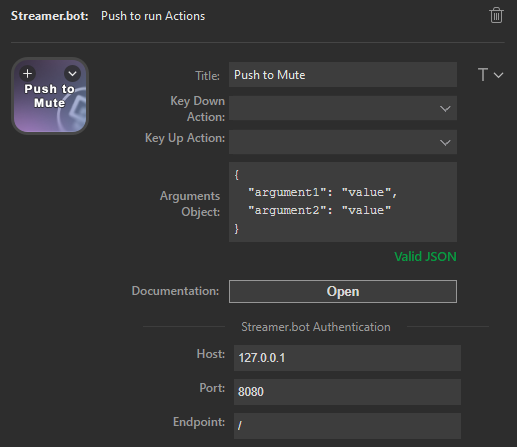 Streamer.bot: Push to run Actions
Push to
Mute
Title: Push to Mute
T
Key Down
Action:
Key Up Action:
Arguments
Object:
{
"argument1": "value",
"argument2": "value"
}
Valid JSON
Documentation: Open
Streamer.bot Authentication
Host: 127.0.0.1
Port: 8080
Endpoint: /